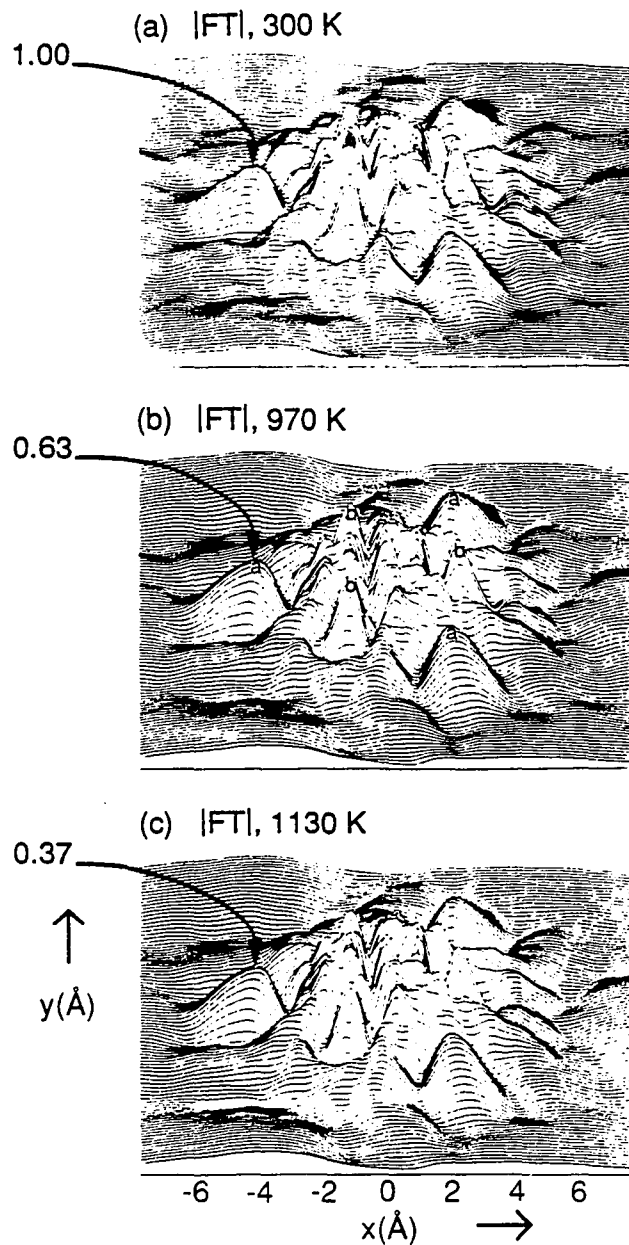 (a) |FT|, 300 K
1.00
(b) |FT|, 970 K
0.63
a
b
b
a
b
a
(c) |FT|, 1130 K
0.37
y(Å)
-6 -4 -2 0 2 4 6
x(Å)